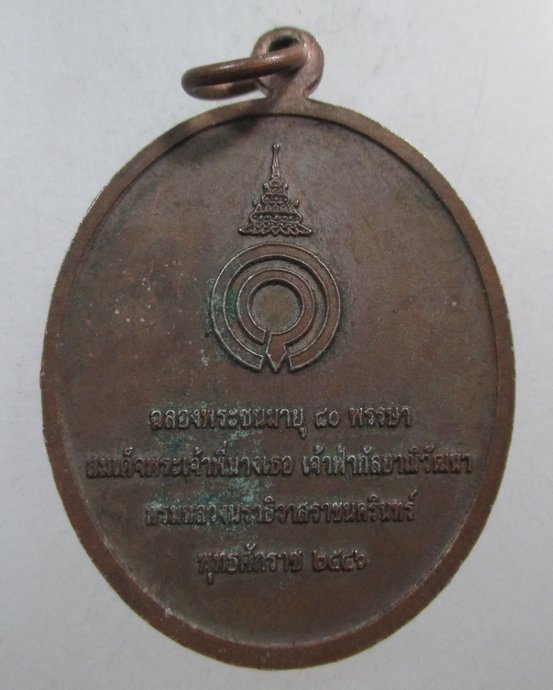 ฉลองพระชนมายุ ๘๐ พรรษา
สมเด็จพระเจ้าพี่นางเธอ เจ้าฟ้ากัลยาณิวัฒนา
กรมหลวงนราธิวาสราชนครินทร์
พุทธศักราช ๒๕๔๖